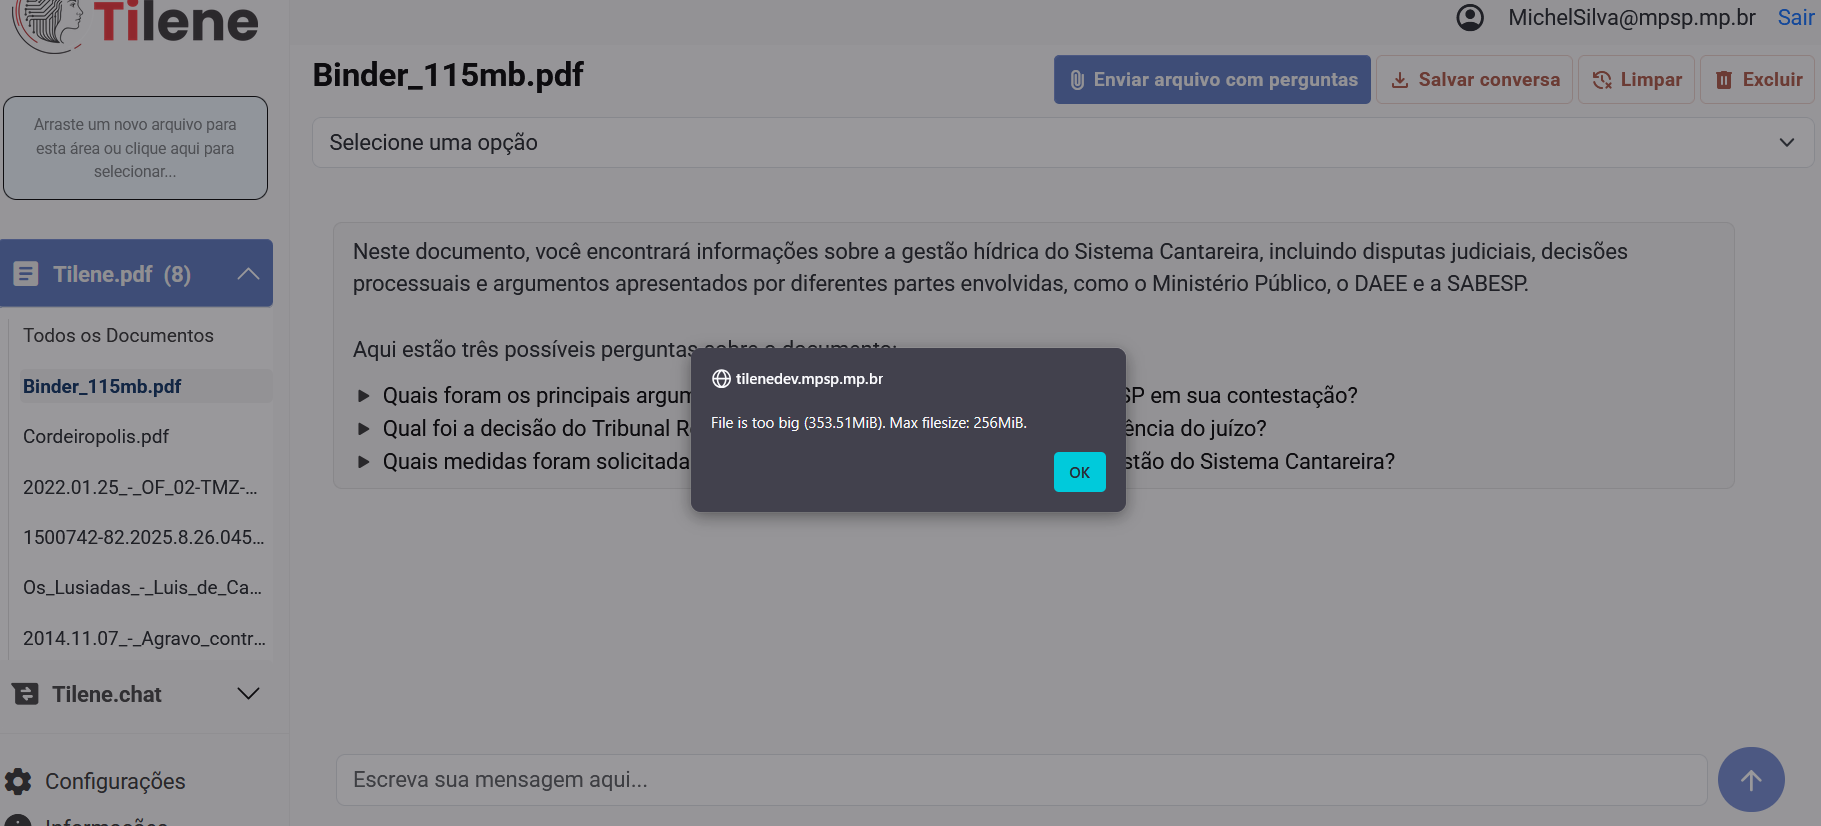 Tilene
MichelSilva@mpsp.mp.br Sair
Arraste um novo arquivo para
esta área ou clique aqui para
selecionar...
Tilene.pdf (8)
Todos os Documentos
Binder_115mb.pdf
Cordeiropolis.pdf
2022.01.25_-_OF_02-TMZ-...
1500742-82.2025.8.26.045...
Os_Lusiadas_-_Luis_de_Ca...
2014.11.07_-_Agravo_contr...
Tilene.chat
Configurações
Binder_115mb.pdf
Enviar arquivo com perguntas
Salvar conversa
Limpar
Excluir
Selecione uma opção
Neste documento, você encontrará informações sobre a gestão hídrica do Sistema Cantareira, incluindo disputas judiciais, decisões
processuais e argumentos apresentados por diferentes partes envolvidas, como o Ministério Público, o DAEE e a SABESP.
Aqui estão três possíveis perguntas sobre o documento:
Quais foram os principais argum SP em sua contestação?
Qual foi a decisão do Tribunal R ência do juízo?
Quais medidas foram solicitada stão do Sistema Cantareira?
tilenedev.mpsp.mp.br
File is too big (353.51MiB). Max filesize: 256MiB.
OK
Escreva sua mensagem aqui...